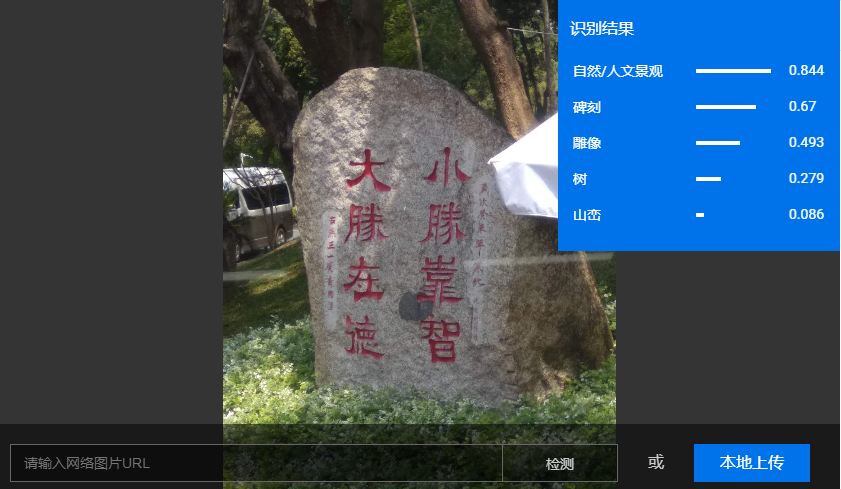 识别结果
自然/人文景观 0.844
碑刻 0.67
雕像 0.493
树 0.279
山峦 0.086
小勝靠智
大勝在德
请输入网络图片URL
检测
或
本地上传